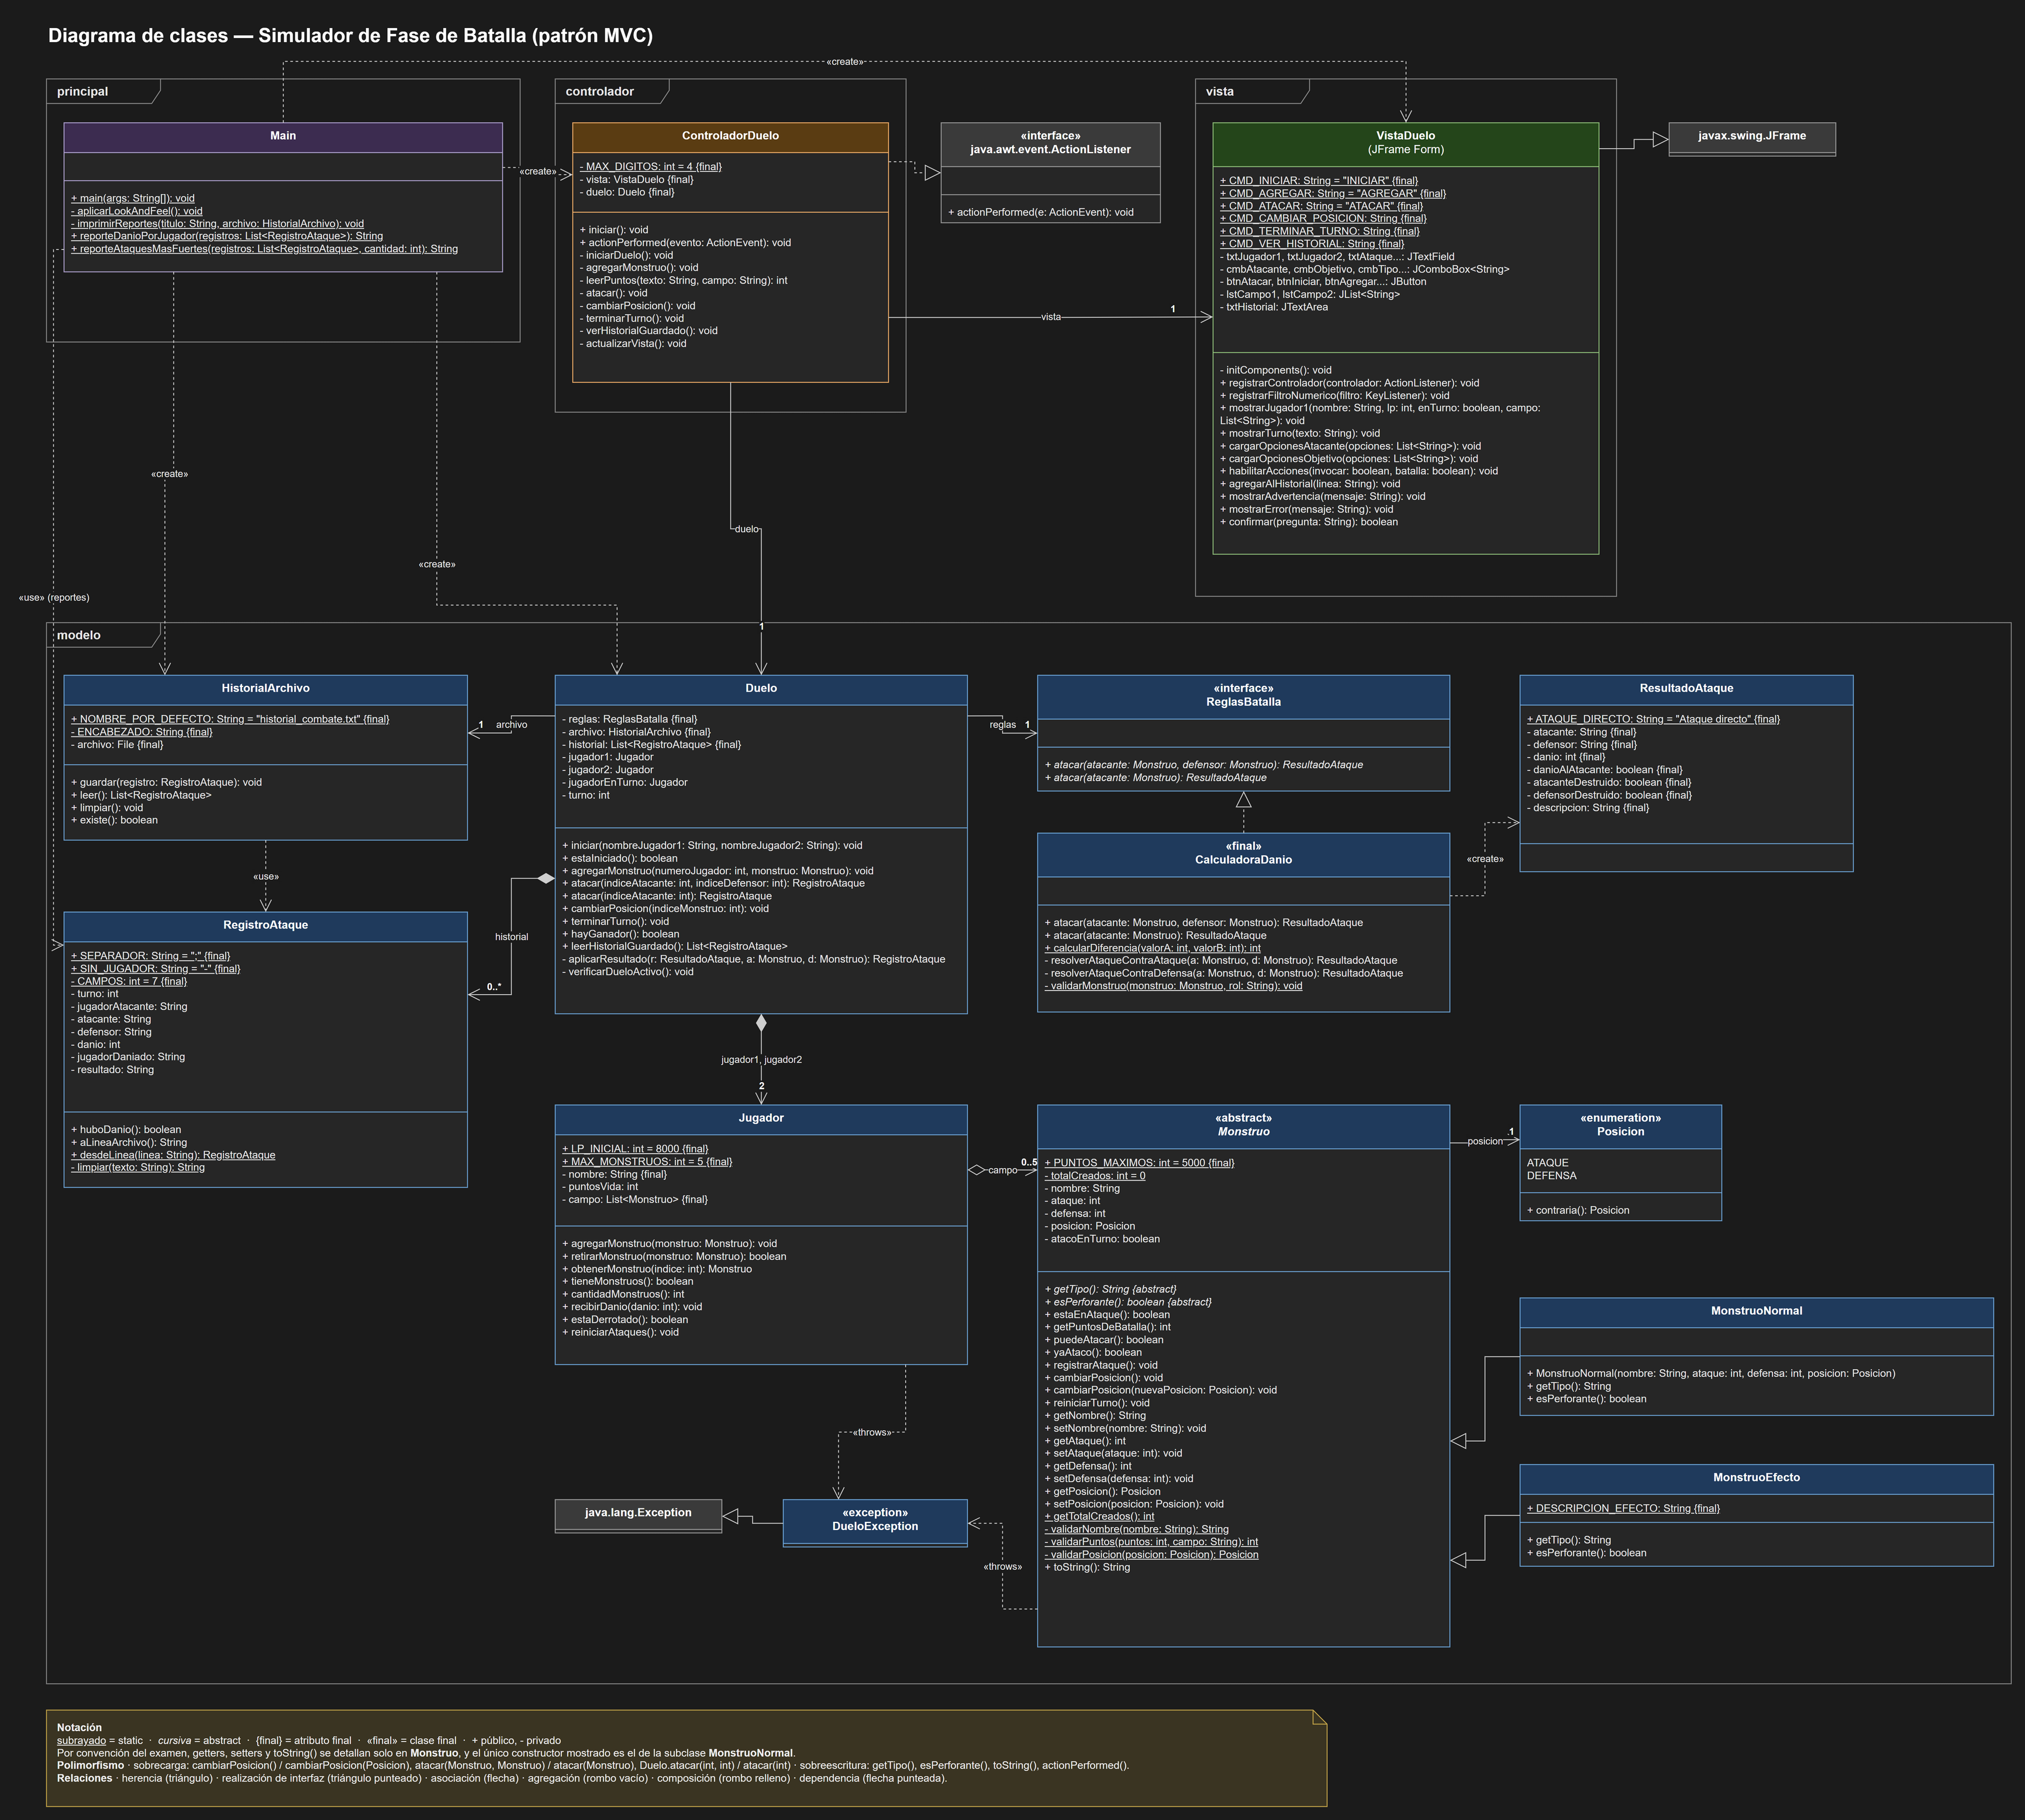 Diagrama de clases — Simulador de Fase de Batalla (patrón MVC)
«create»
principal
Main
+ main(args: String[]): void
- aplicarLookAndFeel(): void
- imprimirReportes(titulo: String, archivo: HistorialArchivo): void
+ reporteDanioPorJugador(registros: List<RegistroAtaque>): String
+ reporteAtaquesMasFuertes(registros: List<RegistroAtaque>, cantidad: int): String
«create»
controlador
ControladorDuelo
- MAX_DIGITOS: int = 4 {final}
- vista: VistaDuelo {final}
- duelo: Duelo {final}
+ iniciar(): void
+ actionPerformed(evento: ActionEvent): void
- iniciarDuelo(): void
- agregarMonstruo(): void
- leerPuntos(texto: String, campo: String): int
- atacar(): void
- cambiarPosicion(): void
- terminarTurno(): void
- verHistorialGuardado(): void
- actualizarVista(): void
«interface»
java.awt.event.ActionListener
+ actionPerformed(e: ActionEvent): void
vista
1
vista
VistaDuelo
(JFrame Form)
+ CMD_INICIAR: String = "INICIAR" {final}
+ CMD_AGREGAR: String = "AGREGAR" {final}
+ CMD_ATACAR: String = "ATACAR" {final}
+ CMD_CAMBIAR_POSICION: String {final}
+ CMD_TERMINAR_TURNO: String {final}
+ CMD_VER_HISTORIAL: String {final}
- txtJugador1, txtJugador2, txtAtaque...: JTextField
- cmbAtacante, cmbObjetivo, cmbTipo...: JComboBox<String>
- btnAtacar, btnIniciar, btnAgregar...: JButton
- lstCampo1, lstCampo2: JList<String>
- txtHistorial: JTextArea
- initComponents(): void
+ registrarControlador(controlador: ActionListener): void
+ registrarFiltroNumerico(filtro: KeyListener): void
+ mostrarJugador1(nombre: String, lp: int, enTurno: boolean, campo:
List<String>): void
+ mostrarTurno(texto: String): void
+ cargarOpcionesAtacante(opciones: List<String>): void
+ cargarOpcionesObjetivo(opciones: List<String>): void
+ habilitarAcciones(invocar: boolean, batalla: boolean): void
+ agregarAlHistorial(linea: String): void
+ mostrarAdvertencia(mensaje: String): void
+ mostrarError(mensaje: String): void
+ confirmar(pregunta: String): boolean
javax.swing.JFrame
«create»
duelo
«create»
«use» (reportes)
1
modelo
HistorialArchivo
+ NOMBRE_POR_DEFECTO: String = "historial_combate.txt" {final}
- ENCABEZADO: String {final}
- archivo: File {final}
+ guardar(registro: RegistroAtaque): void
+ leer(): List<RegistroAtaque>
+ limpiar(): void
+ existe(): boolean
1
archivo
Duelo
- reglas: ReglasBatalla {final}
- archivo: HistorialArchivo {final}
- historial: List<RegistroAtaque> {final}
- jugador1: Jugador
- jugador2: Jugador
- jugadorEnTurno: Jugador
- turno: int
+ iniciar(nombreJugador1: String, nombreJugador2: String): void
+ estaIniciado(): boolean
+ agregarMonstruo(numeroJugador: int, monstruo: Monstruo): void
+ atacar(indiceAtacante: int, indiceDefensor: int): RegistroAtaque
+ atacar(indiceAtacante: int): RegistroAtaque
+ cambiarPosicion(indiceMonstruo: int): void
+ terminarTurno(): void
+ hayGanador(): boolean
+ leerHistorialGuardado(): List<RegistroAtaque>
- aplicarResultado(r: ResultadoAtaque, a: Monstruo, d: Monstruo): RegistroAtaque
- verificarDueloActivo(): void
reglas
1
«interface»
ReglasBatalla
+ atacar(atacante: Monstruo, defensor: Monstruo): ResultadoAtaque
+ atacar(atacante: Monstruo): ResultadoAtaque
«final»
CalculadoraDanio
+ atacar(atacante: Monstruo, defensor: Monstruo): ResultadoAtaque
+ atacar(atacante: Monstruo): ResultadoAtaque
+ calcularDiferencia(valorA: int, valorB: int): int
- resolverAtaqueContraAtaque(a: Monstruo, d: Monstruo): ResultadoAtaque
- resolverAtaqueContraDefensa(a: Monstruo, d: Monstruo): ResultadoAtaque
- validarMonstruo(monstruo: Monstruo, rol: String): void
«create»
ResultadoAtaque
+ ATAQUE_DIRECTO: String = "Ataque directo" {final}
- atacante: String {final}
- defensor: String {final}
- danio: int {final}
- danioAlAtacante: boolean {final}
- atacanteDestruido: boolean {final}
- defensorDestruido: boolean {final}
- descripcion: String {final}
«use»
RegistroAtaque
+ SEPARADOR: String = ";" {final}
+ SIN_JUGADOR: String = "-" {final}
- CAMPOS: int = 7 {final}
- turno: int
- jugadorAtacante: String
- atacante: String
- defensor: String
- danio: int
- jugadorDaniado: String
- resultado: String
+ huboDanio(): boolean
+ aLineaArchivo(): String
+ desdeLinea(linea: String): RegistroAtaque
- limpiar(texto: String): String
historial
0..*
jugador1, jugador2
2
Jugador
+ LP_INICIAL: int = 8000 {final}
+ MAX_MONSTRUOS: int = 5 {final}
- nombre: String {final}
- puntosVida: int
- campo: List<Monstruo> {final}
+ agregarMonstruo(monstruo: Monstruo): void
+ retirarMonstruo(monstruo: Monstruo): boolean
+ obtenerMonstruo(indice: int): Monstruo
+ tieneMonstruos(): boolean
+ cantidadMonstruos(): int
+ recibirDanio(danio: int): void
+ estaDerrotado(): boolean
+ reiniciarAtaques(): void
campo
0..5
«abstract»
Monstruo
+ PUNTOS_MAXIMOS: int = 5000 {final}
- totalCreados: int = 0
- nombre: String
- ataque: int
- defensa: int
- posicion: Posicion
- atacoEnTurno: boolean
+ getTipo(): String {abstract}
+ esPerforante(): boolean {abstract}
+ estaEnAtaque(): boolean
+ getPuntosDeBatalla(): int
+ puedeAtacar(): boolean
+ yaAtaco(): boolean
+ registrarAtaque(): void
+ cambiarPosicion(): void
+ cambiarPosicion(nuevaPosicion: Posicion): void
+ reiniciarTurno(): void
+ getNombre(): String
+ setNombre(nombre: String): void
+ getAtaque(): int
+ setAtaque(ataque: int): void
+ getDefensa(): int
+ setDefensa(defensa: int): void
+ getPosicion(): Posicion
+ setPosicion(posicion: Posicion): void
+ getTotalCreados(): int
- validarNombre(nombre: String): String
- validarPuntos(puntos: int, campo: String): int
- validarPosicion(posicion: Posicion): Posicion
+ toString(): String
posicion
.1
«enumeration»
Posicion
ATAQUE
DEFENSA
+ contraria(): Posicion
MonstruoNormal
+ MonstruoNormal(nombre: String, ataque: int, defensa: int, posicion: Posicion)
+ getTipo(): String
+ esPerforante(): boolean
MonstruoEfecto
+ DESCRIPCION_EFECTO: String {final}
+ getTipo(): String
+ esPerforante(): boolean
«throws»
java.lang.Exception
«exception»
DueloException
«throws»
Notación
subrayado = static · cursiva = abstract · {final} = atributo final · «final» = clase final · + público, - privado
Por convención del examen, getters, setters y toString() se detallan solo en Monstruo, y el único constructor mostrado es el de la subclase MonstruoNormal.
Polimorfismo · sobrecarga: cambiarPosicion() / cambiarPosicion(Posicion), atacar(Monstruo, Monstruo) / atacar(Monstruo), Duelo.atacar(int, int) / atacar(int) · sobreescritura: getTipo(), esPerforante(), toString(), actionPerformed().
Relaciones · herencia (triángulo) · realización de interfaz (triángulo punteado) · asociación (flecha) · agregación (rombo vacío) · composición (rombo relleno) · dependencia (flecha punteada).